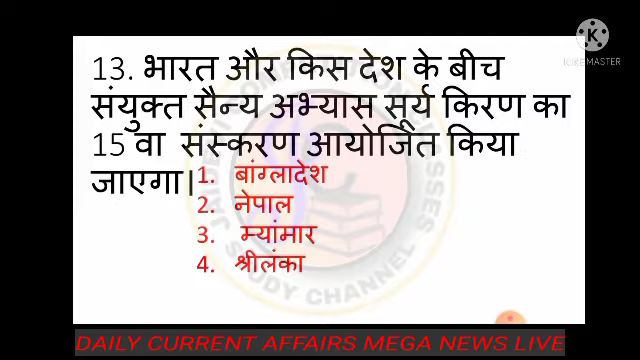 13. भारत और किस देश के बीच
संयुक्त सैन्य अभ्यास सूर्य किरण का
15 वा संस्करण आयोजित किया
जाएगा।
1. बांग्लादेश
2. नेपाल
3. म्यांमार
4. श्रीलंका
KINEMASTER
DAILY CURRENT AFFAIRS MEGA NEWS LIVE